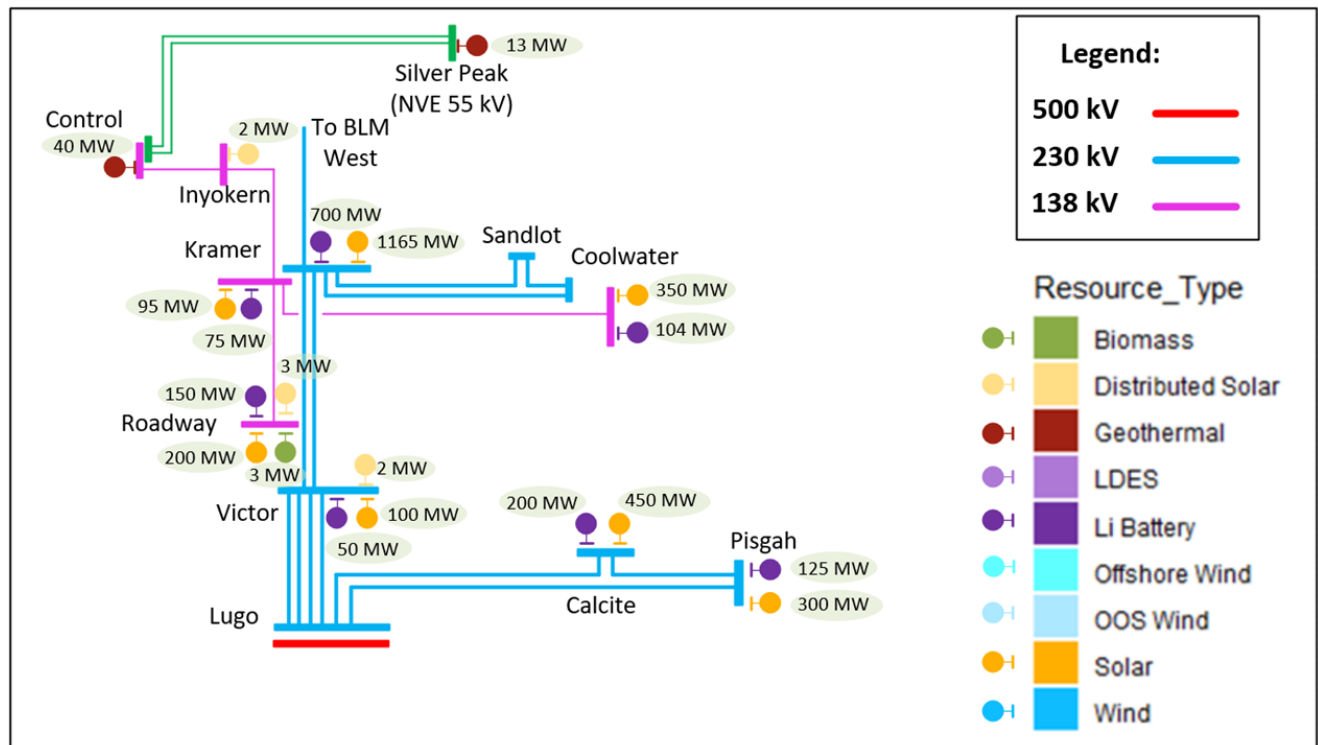 13 MW
Silver Peak
(NVE 55 kV)
Control
40 MW
2 MW
Inyokern
To BLM
West
700 MW
1165 MW
Kramer
Sandlot
Coolwater
350 MW
104 MW
95 MW
75 MW
3 MW
150 MW
Roadway
200 MW
3 MW
2 MW
Victor
100 MW
50 MW
200 MW
450 MW
Pisgah
125 MW
300 MW
Calcite
Lugo
Legend:
500 kV
230 kV
138 kV
Resource_Type
Biomass
Distributed Solar
Geothermal
LDES
Li Battery
Offshore Wind
OOS Wind
Solar
Wind